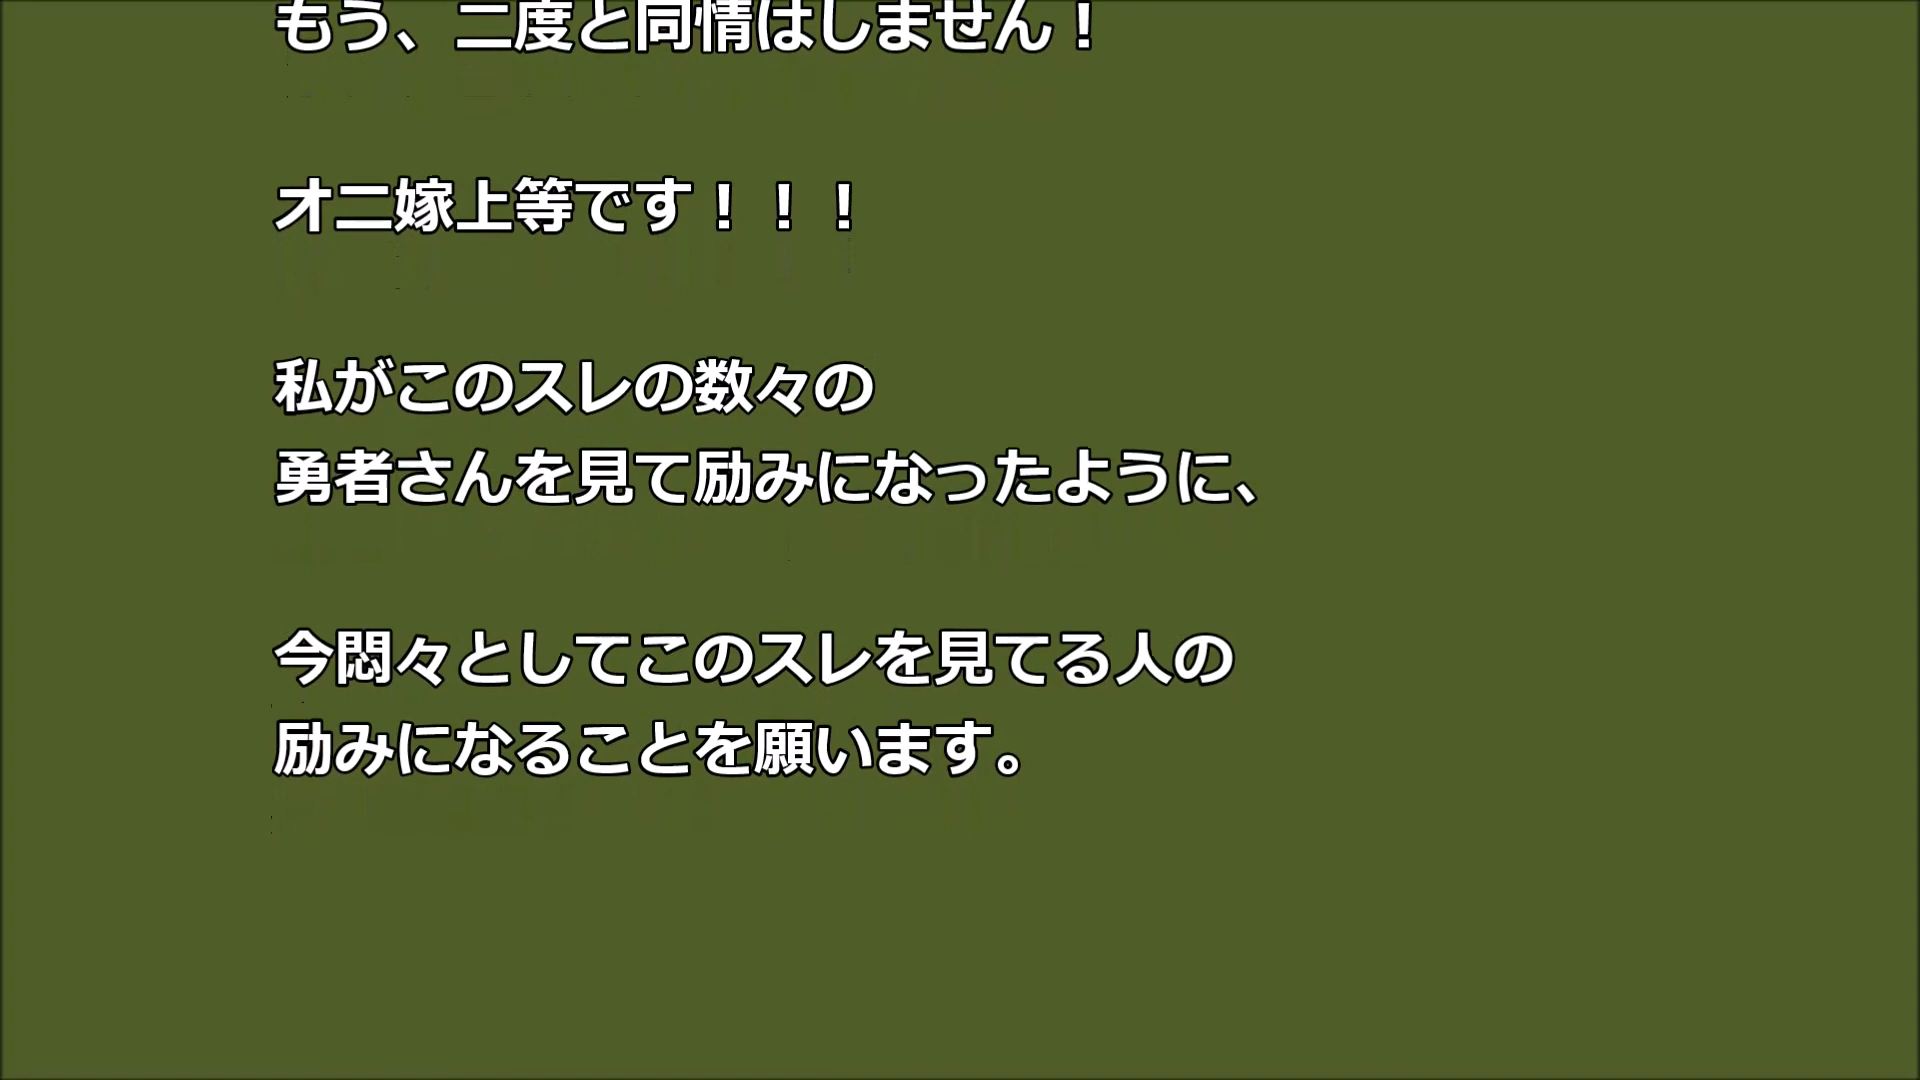 もう、二度と同情はしません！
オニ嫁上等です！！！
私がこのスレの数々の
勇者さんを見て励みになったように、
今悶々としてこのスレを見てる人の
励みになることを願います。